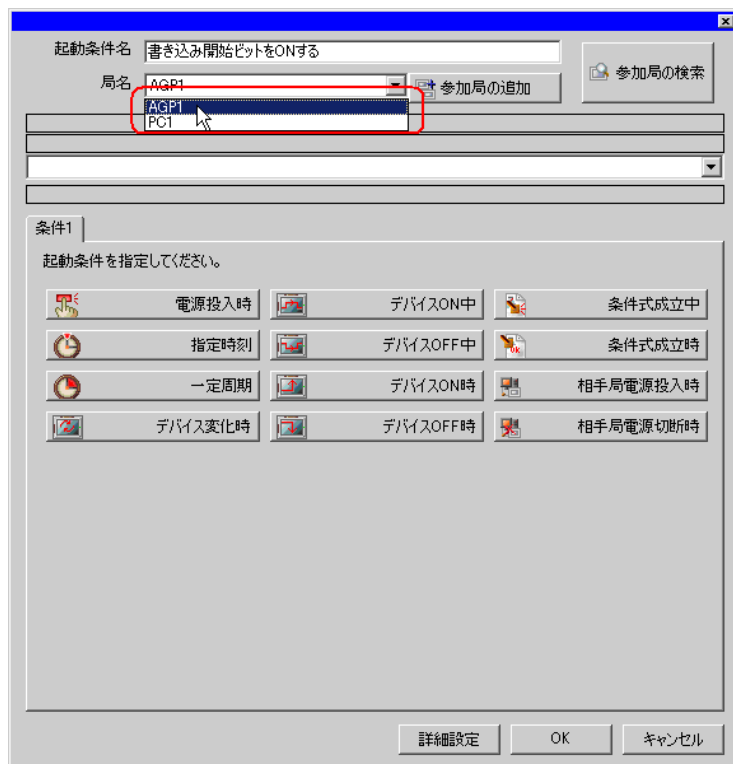 起動条件名 書き込み開始ビットをONする
参加局の検索
局名 AGP1 参加局の追加
AGP1
PC1
条件1
起動条件を指定してください。
電源投入時 デバイスON中 条件式成立中
指定時刻 デバイスOFF中 条件式成立時
一定周期 デバイスON時 相手局電源投入時
デバイス変化時 デバイスOFF時 相手局電源切断時
詳細設定 OK キャンセル